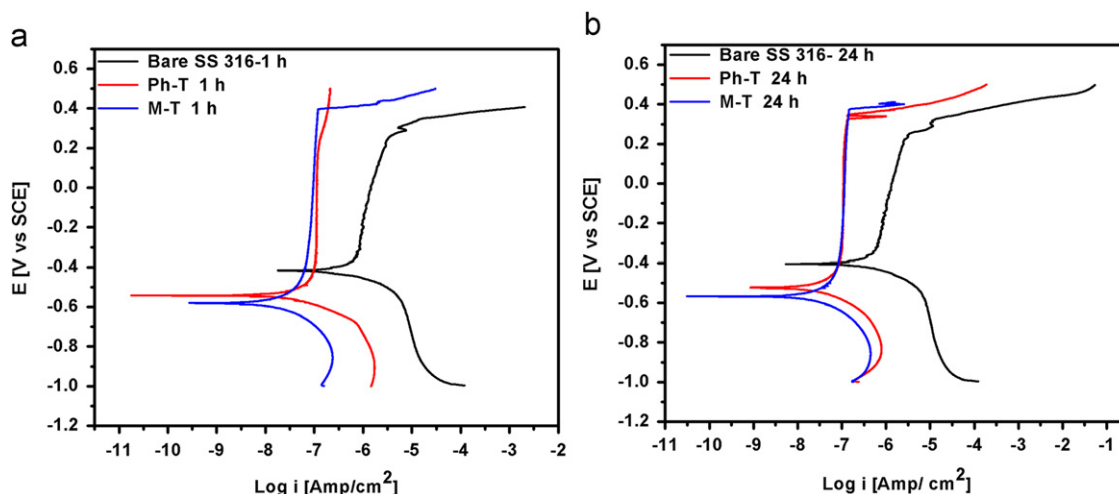 a
Bare SS 316-1 h
Ph-T 1 h
M-T 1 h
E [V vs SCE]
0.6
0.4
0.2
0.0
-0.2
-0.4
-0.6
-0.8
-1.0
-1.2
-11 -10 -9 -8 -7 -6 -5 -4 -3 -2
Log i [Amp/cm²]
b
Bare SS 316- 24 h
Ph-T 24 h
M-T 24 h
E [V vs SCE]
0.6
0.4
0.2
0.0
-0.2
-0.4
-0.6
-0.8
-1.0
-1.2
-11 -10 -9 -8 -7 -6 -5 -4 -3 -2 -1
Log i [Amp/ cm²]